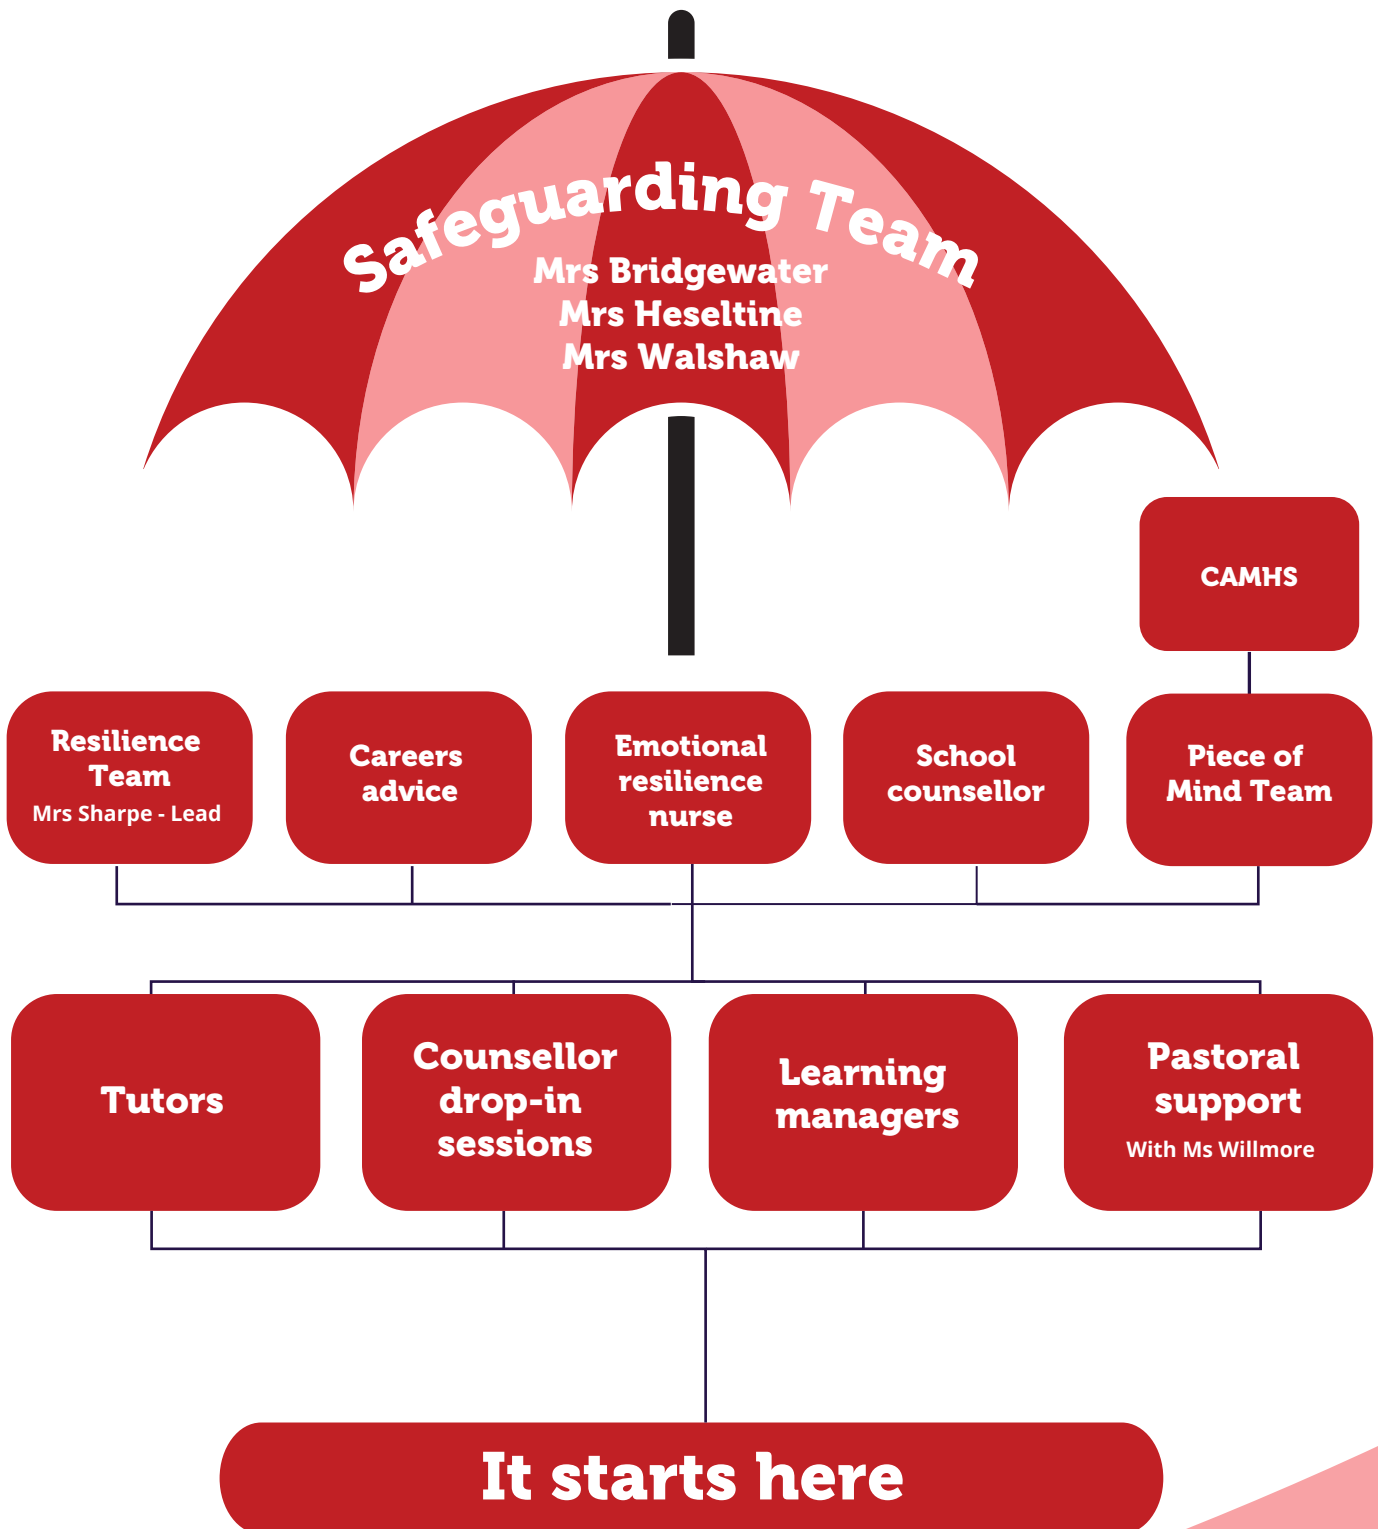 Safeguarding Team
Mrs Bridgewater
Mrs Heseltine
Mrs Walshaw
CAMHS
Resilience
Team
Mrs Sharpe - Lead
Careers
advice
Emotional
resilience
nurse
School
counsellor
Piece of
Mind Team
Tutors
Counsellor
drop-in
sessions
Learning
managers
Pastoral
support
With Ms Willmore
It starts here